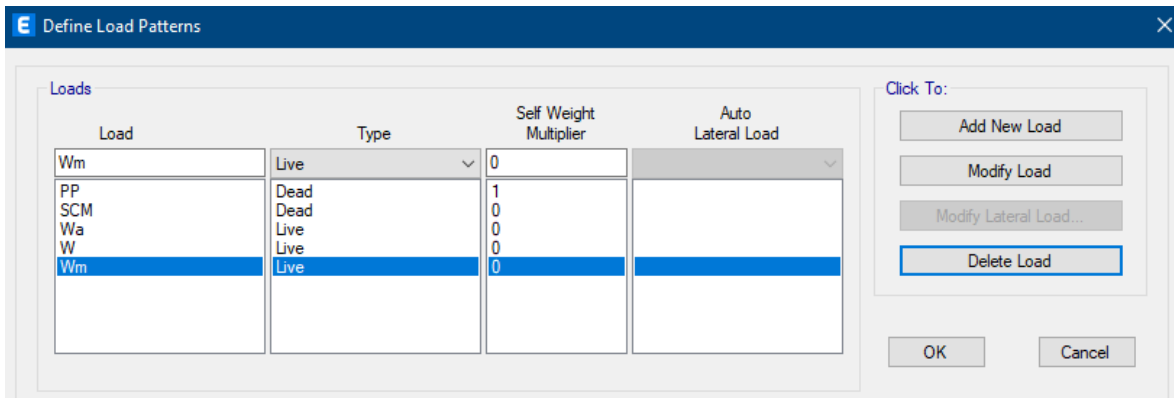 E Define Load Patterns
Loads
Click To:
Load Type Self Weight Multiplier Auto Lateral Load
Wm Live 0
PP Dead 1
SCM Dead 0
Wa Live 0
W Live 0
Wm Live 0
Add New Load
Modify Load
Modify Lateral Load...
Delete Load
OK Cancel